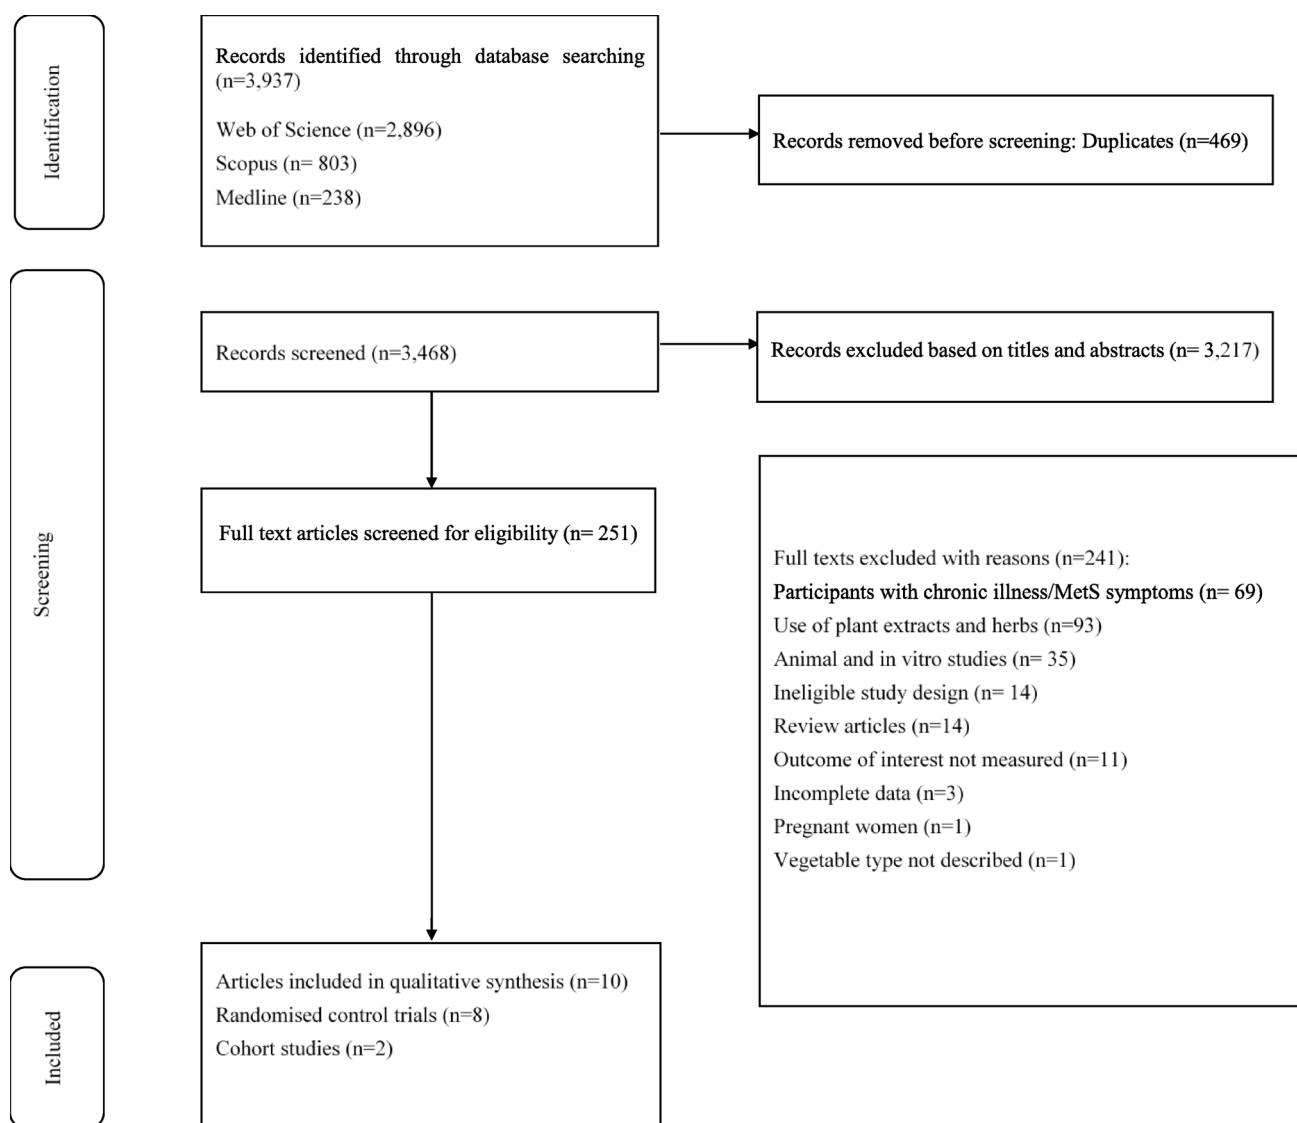 Identification
Records identified through database searching
(n=3,937)
Web of Science (n=2,896)
Scopus (n= 803)
Medline (n=238)
Records removed before screening: Duplicates (n=469)
Screening
Records screened (n=3,468)
Records excluded based on titles and abstracts (n= 3,217)
Full text articles screened for eligibility (n= 251)
Full texts excluded with reasons (n=241):
Participants with chronic illness/MetS symptoms (n= 69)
Use of plant extracts and herbs (n=93)
Animal and in vitro studies (n= 35)
Ineligible study design (n= 14)
Review articles (n=14)
Outcome of interest not measured (n=11)
Incomplete data (n=3)
Pregnant women (n=1)
Vegetable type not described (n=1)
Included
Articles included in qualitative synthesis (n=10)
Randomised control trials (n=8)
Cohort studies (n=2)